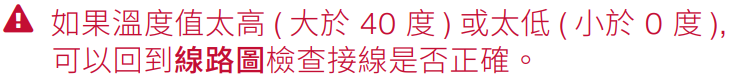 如果溫度值太高 ( 大於 40 度 ) 或太低 ( 小於 0 度 ),
可以回到線路圖檢查接線是否正確。